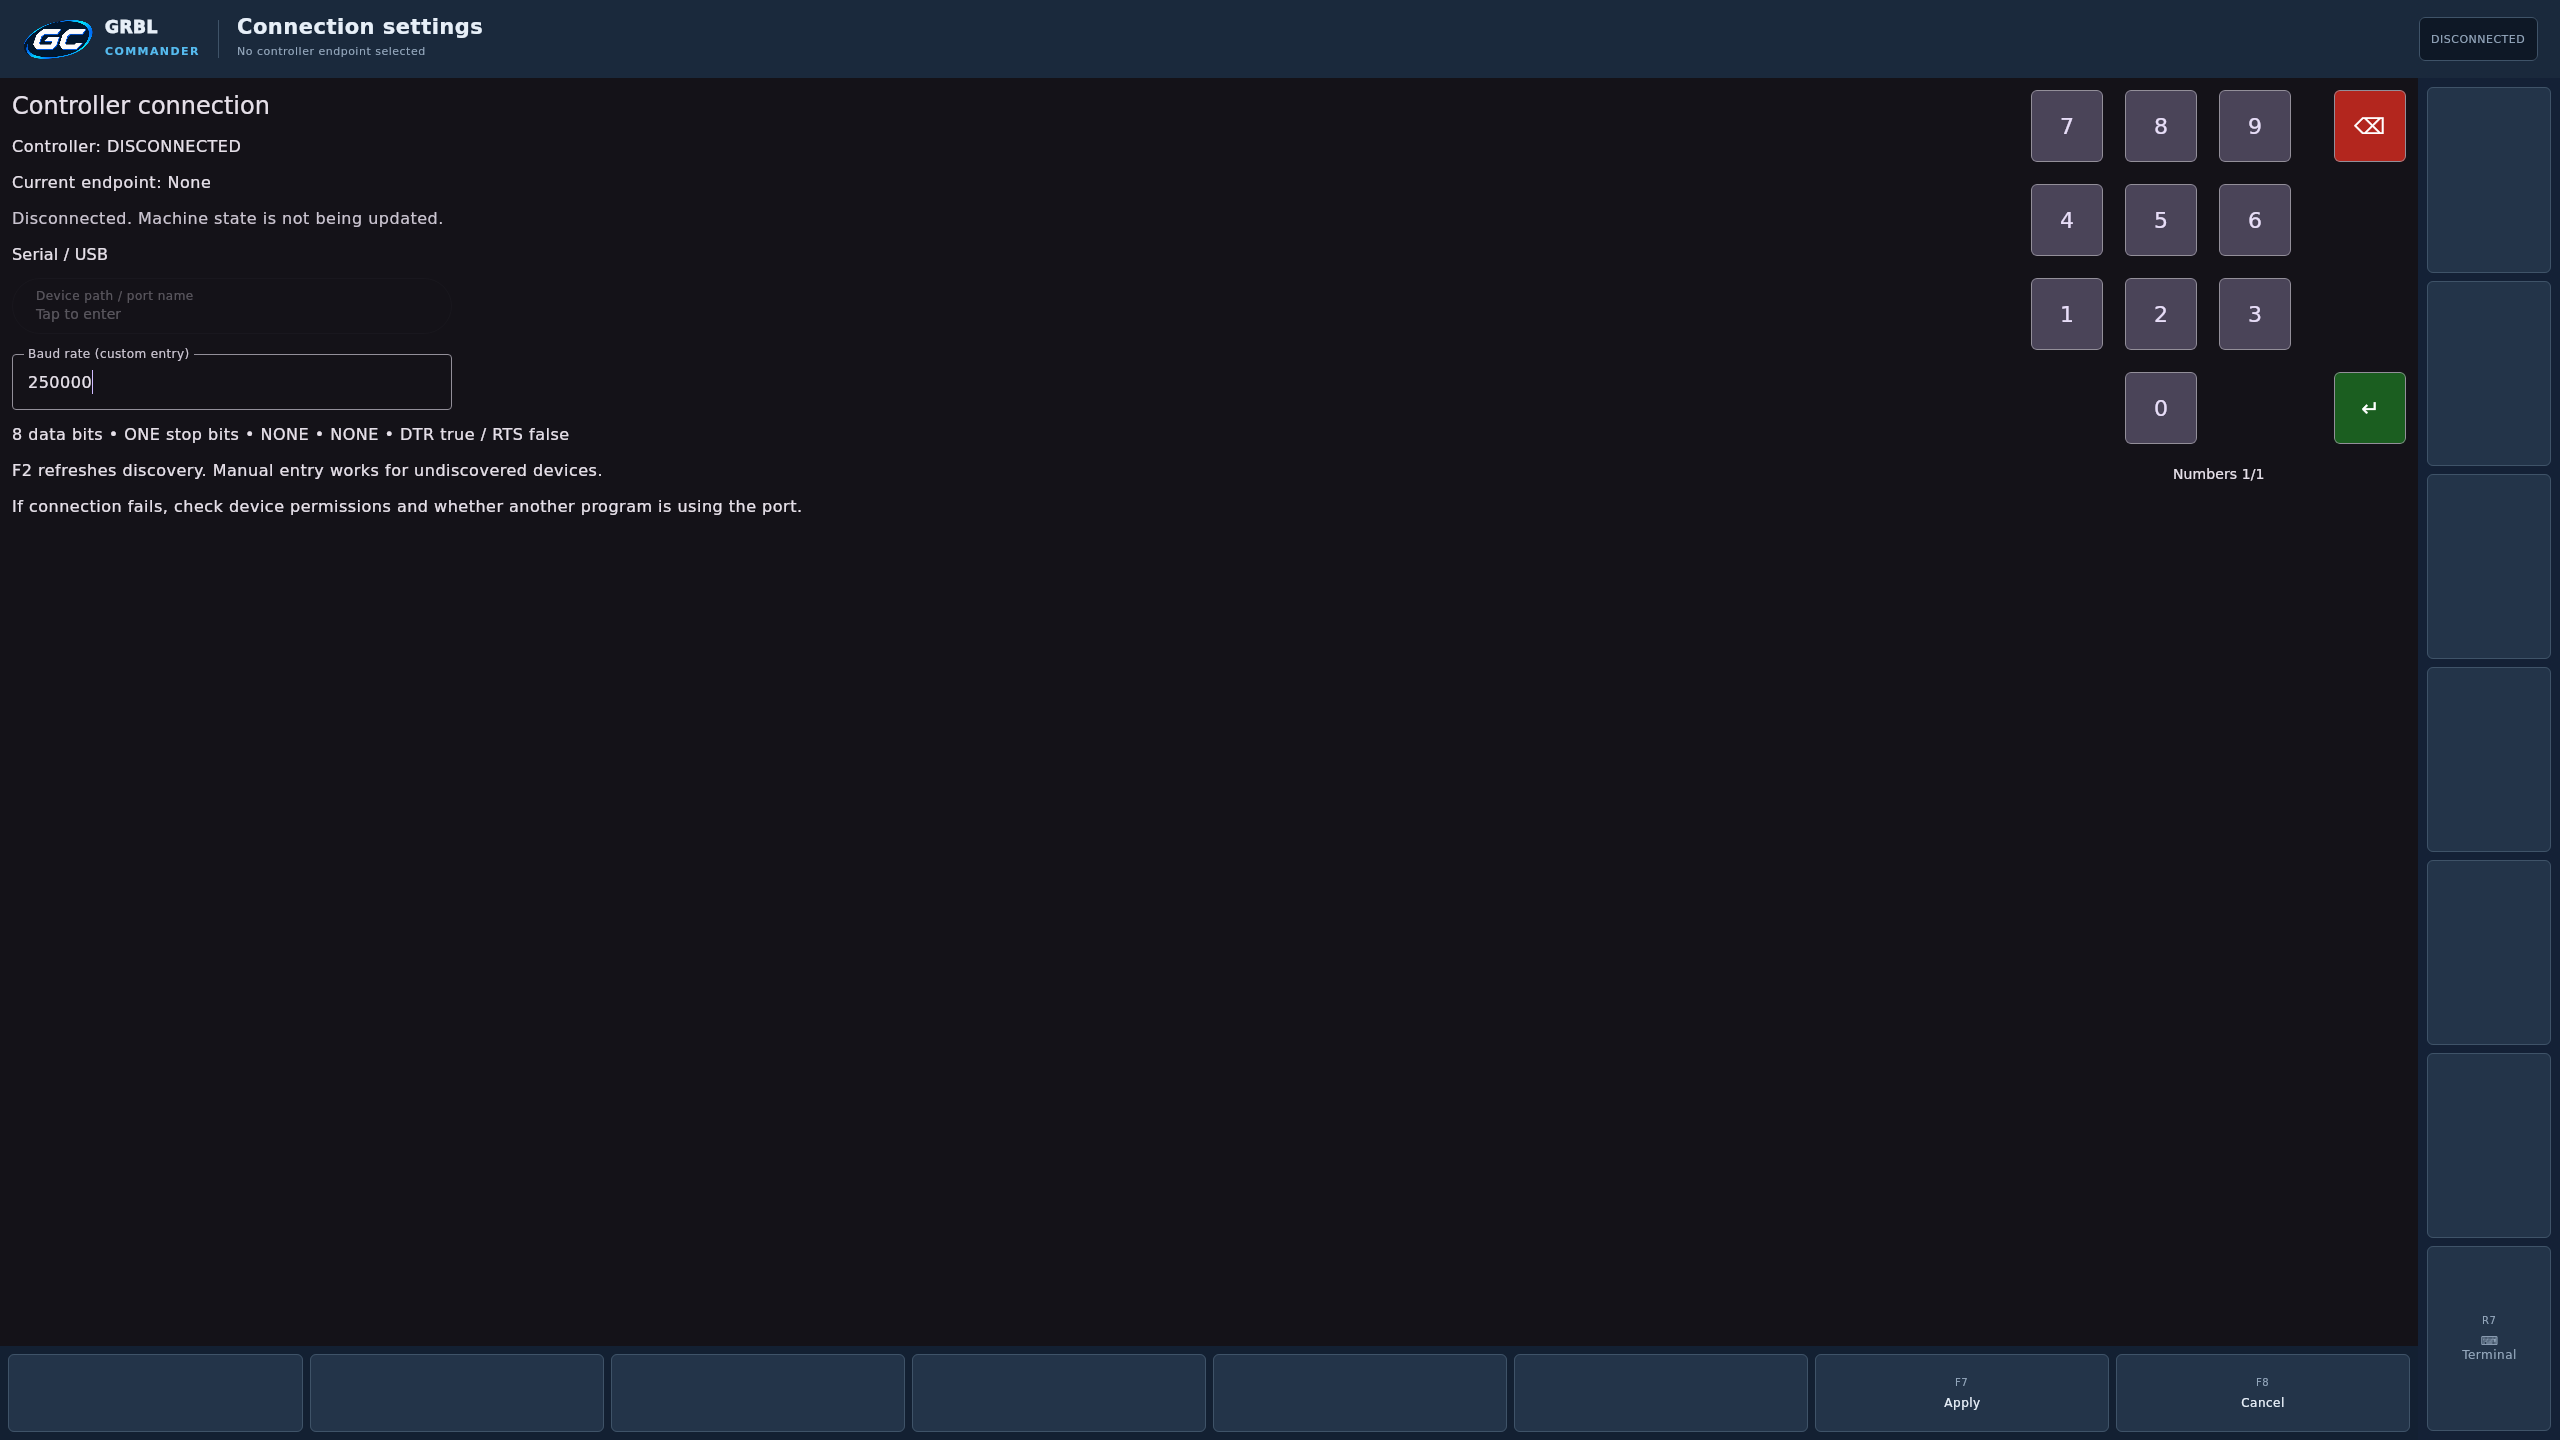 GC
GRBL
COMMANDER
Connection settings
No controller endpoint selected
DISCONNECTED
Controller connection
Controller: DISCONNECTED
Current endpoint: None
Disconnected. Machine state is not being updated.
Serial / USB
Device path / port name
Tap to enter
Baud rate (custom entry)
250000
8 data bits • ONE stop bits • NONE • NONE • DTR true / RTS false
F2 refreshes discovery. Manual entry works for undiscovered devices.
If connection fails, check device permissions and whether another program is using the port.
7 8 9 ⌫
4 5 6
1 2 3
0 ↵
Numbers 1/1
R7
⌨
Terminal
F7
Apply
F8
Cancel